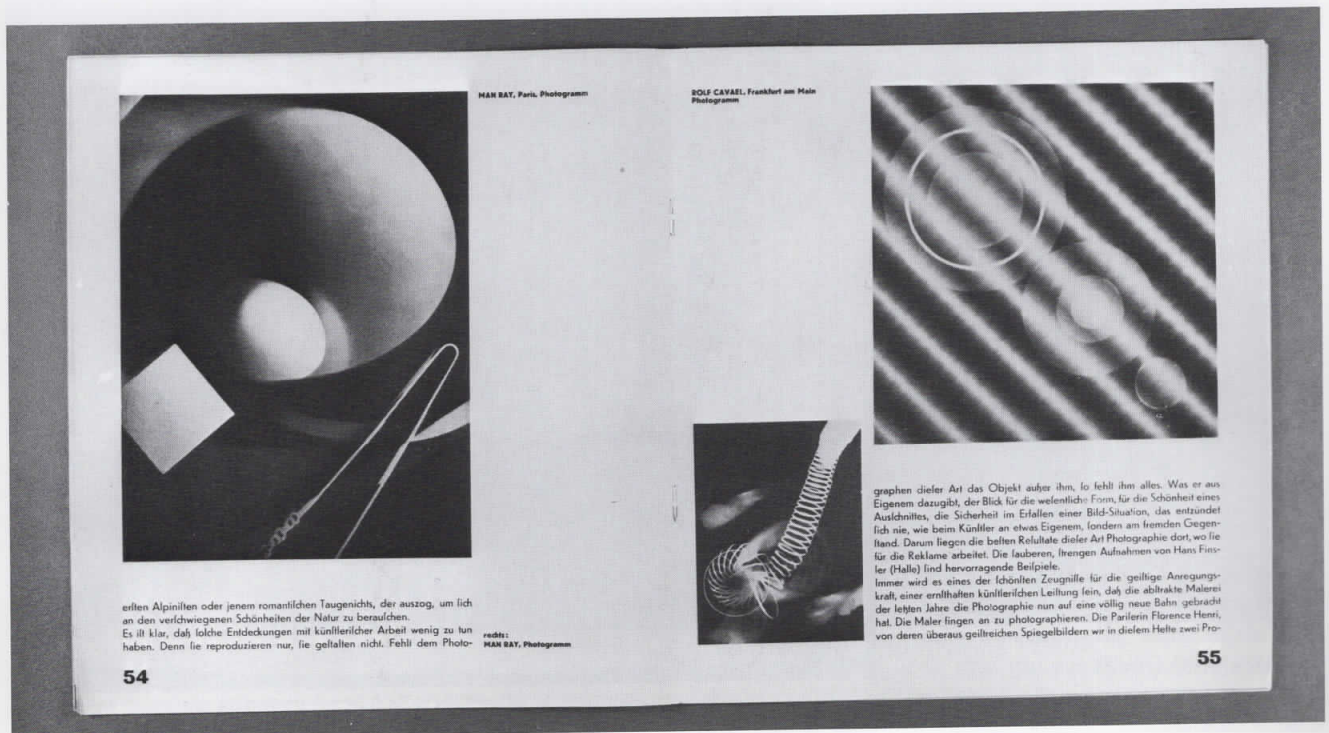 MAN RAY, Paris, Photogramm
erſten Alpiniſten oder jenem romantiſchen Taugenichts, der auszog, um ſich
an den verſchwiegenen Schönheiten der Natur zu berauſchen.
Es iſt klar, daß ſolche Entdeckungen mit künſtleriſcher Arbeit wenig zu tun
haben. Denn ſie reproduzieren nur, ſie geſtalten nicht. Fehlt dem Photo-
rechts:
MAN RAY, Photogramm
54
ROLF CAVAEL, Frankfurt am Main
Photogramm
graphen dieſer Art das Objekt außer ihm, ſo fehlt ihm alles. Was er aus
Eigenem dazugibt, der Blick für die weſentliche Form, für die Schönheit eines
Ausſchnittes, die Sicherheit im Erfaſſen einer Bild-Situation, das entzündet
ſich nie, wie beim Künſtler an etwas Eigenem, ſondern am fremden Gegen-
ſtand. Darum liegen die beſten Reſultate dieſer Art Photographie dort, wo ſie
für die Reklame arbeitet. Die ſauberen, ſtrengen Aufnahmen von Hans Fins-
ler (Halle) ſind hervorragende Beiſpiele.
Immer wird es eines der ſchönſten Zeugniſſe für die geiſtige Anregungs-
kraft, einer ernſthaften künſtleriſchen Leiſtung ſein, daß die abſtrakte Malerei
der letzten Jahre die Photographie nun auf eine völlig neue Bahn gebracht
hat. Die Maler fingen an zu photographieren. Die Pariſerin Florence Henri,
von deren überaus geiſtreichen Spiegelbildern wir in dieſem Hefte zwei Pro-
55